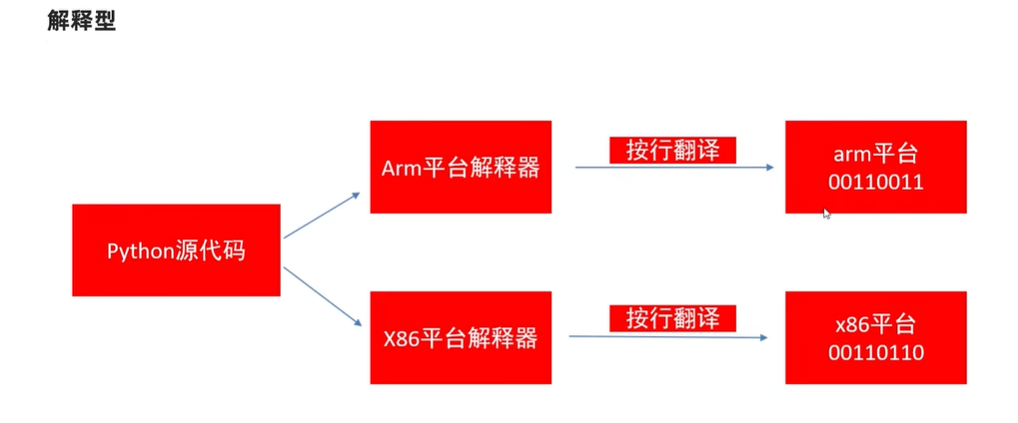 解释型
Python源代码
Arm平台解释器
按行翻译
arm平台
00110011
X86平台解释器
按行翻译
x86平台
00110110